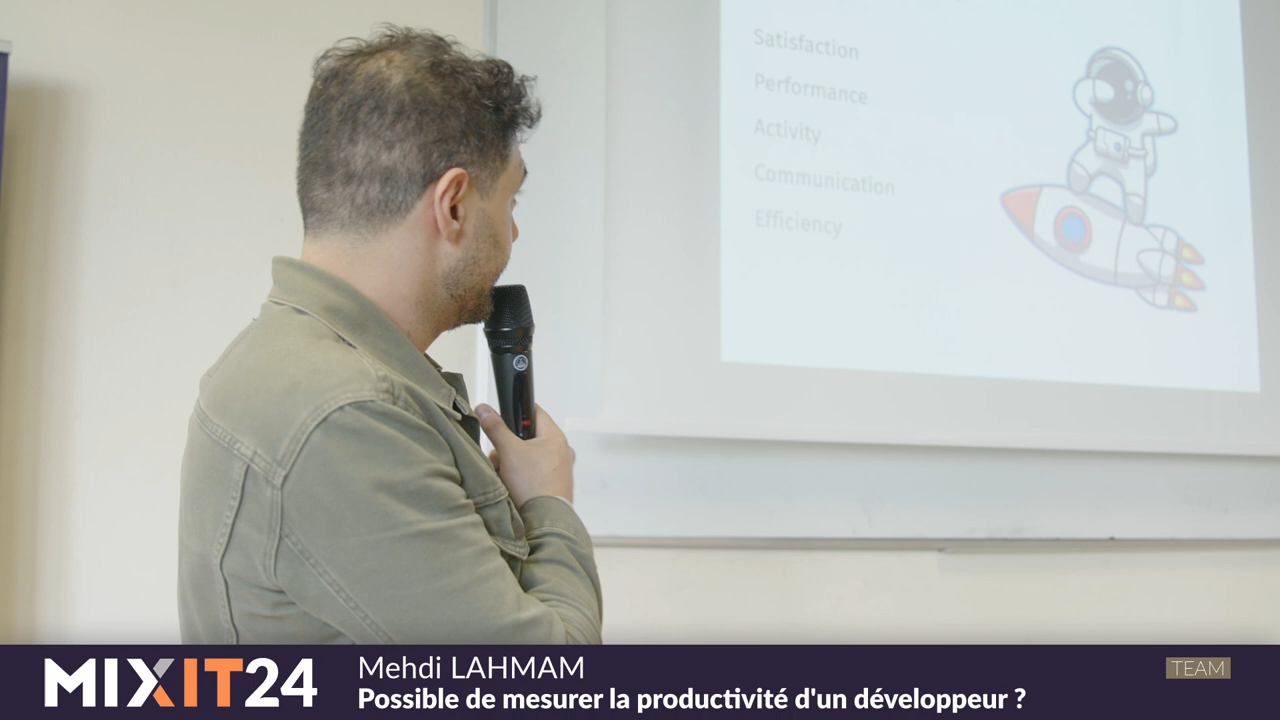 Satisfaction
Performance
Activity
Communication
Efficiency
MIXIT24
Mehdi LAHMAM
TEAM
Possible de mesurer la productivité d'un développeur ?